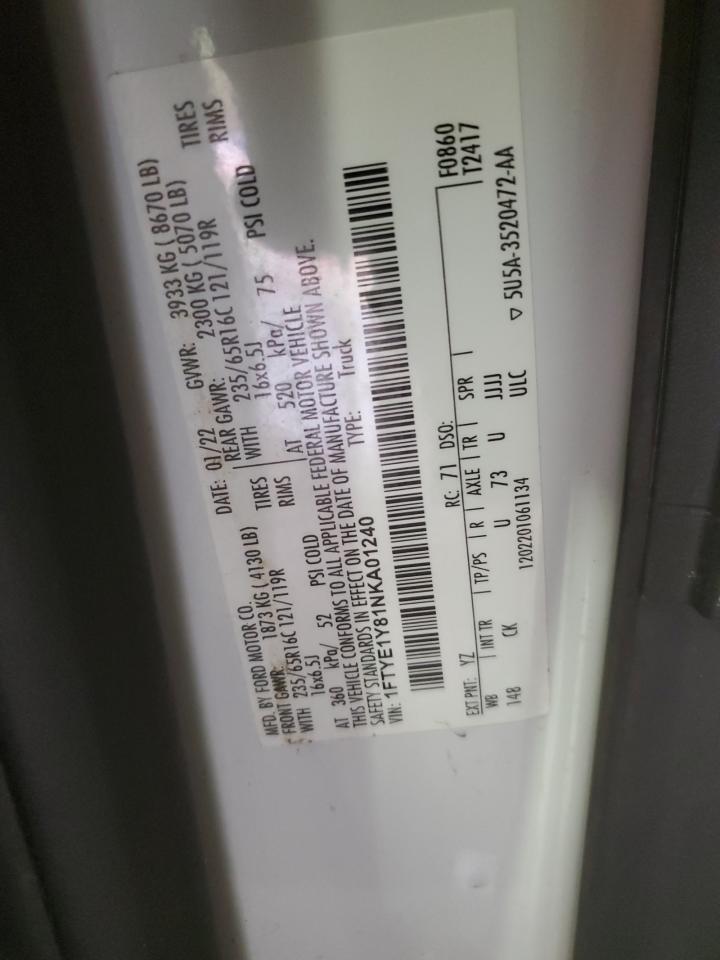 MFD. BY FORD MOTOR CO. DATE: 01/22 GVWR: 3933 KG ( 8670 LB)
FRONT GAWR: 1873 KG ( 4130 LB) REAR GAWR: 2300 KG ( 5070 LB)
WITH 235/65R16C 121/119R TIRES WITH 235/65R16C 121/119R TIRES
16x6.5J RIMS 16x6.5J RIMS
AT 360 kPa/ 52 PSI COLD AT 520 kPa/ 75 PSI COLD
THIS VEHICLE CONFORMS TO ALL APPLICABLE FEDERAL MOTOR VEHICLE
SAFETY STANDARDS IN EFFECT ON THE DATE OF MANUFACTURE SHOWN ABOVE.
VIN: 1FTYE1Y81NKA01240 TYPE: Truck
F0860
T2417
EXT PNT: YZ RC: 71 DSO:
WB INT TR TP/PS R AXLE TR SPR
148 CK U 73 U JJJJ
1202201061134 ULC
▽ 5U5A-3520472-AA